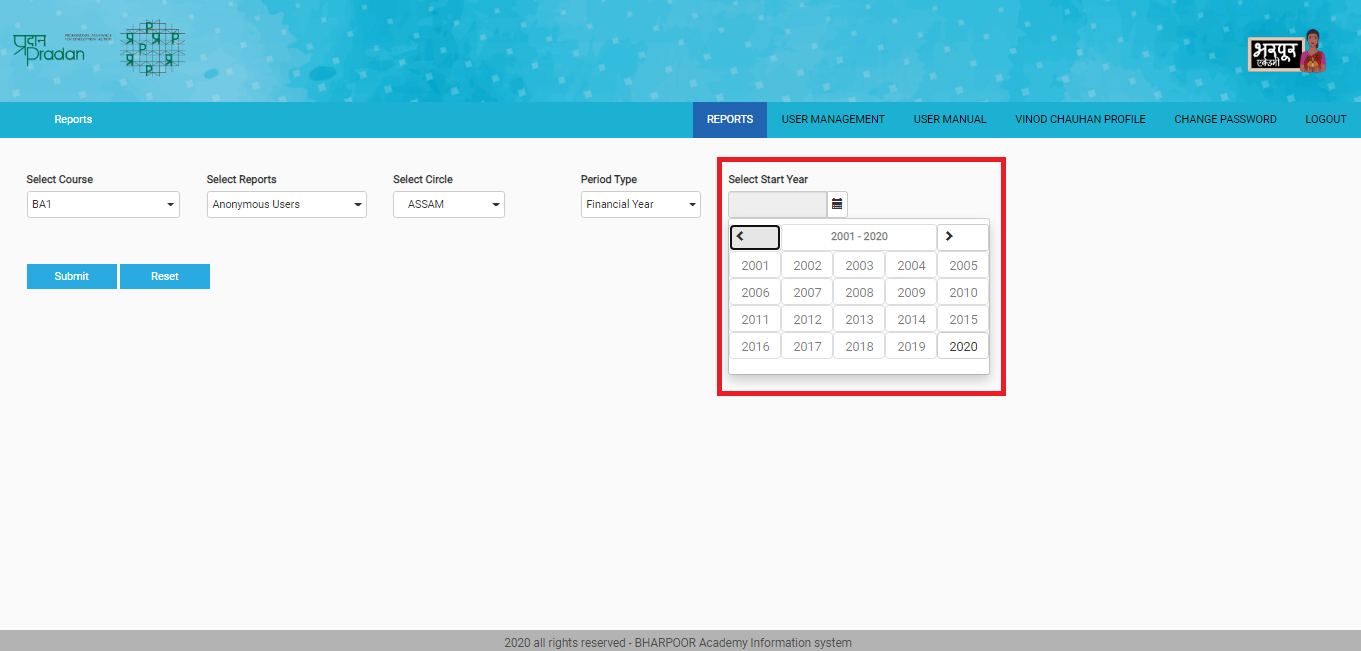 प्रदान
Pradan
PROFESSIONAL ASSISTANCE
FOR DEVELOPMENT ACTION
P
प्र प्र P
P
प्र P प्र
भरपूर
एकेडमी
Reports
REPORTS
USER MANAGEMENT
USER MANUAL
VINOD CHAUHAN PROFILE
CHANGE PASSWORD
LOGOUT
Select Course
Select Reports
Select Circle
Period Type
Select Start Year
BA1
Anonymous Users
ASSAM
Financial Year
2001 - 2020
2001 2002 2003 2004 2005
2006 2007 2008 2009 2010
2011 2012 2013 2014 2015
2016 2017 2018 2019 2020
Submit
Reset
2020 all rights reserved - BHARPOOR Academy Information system